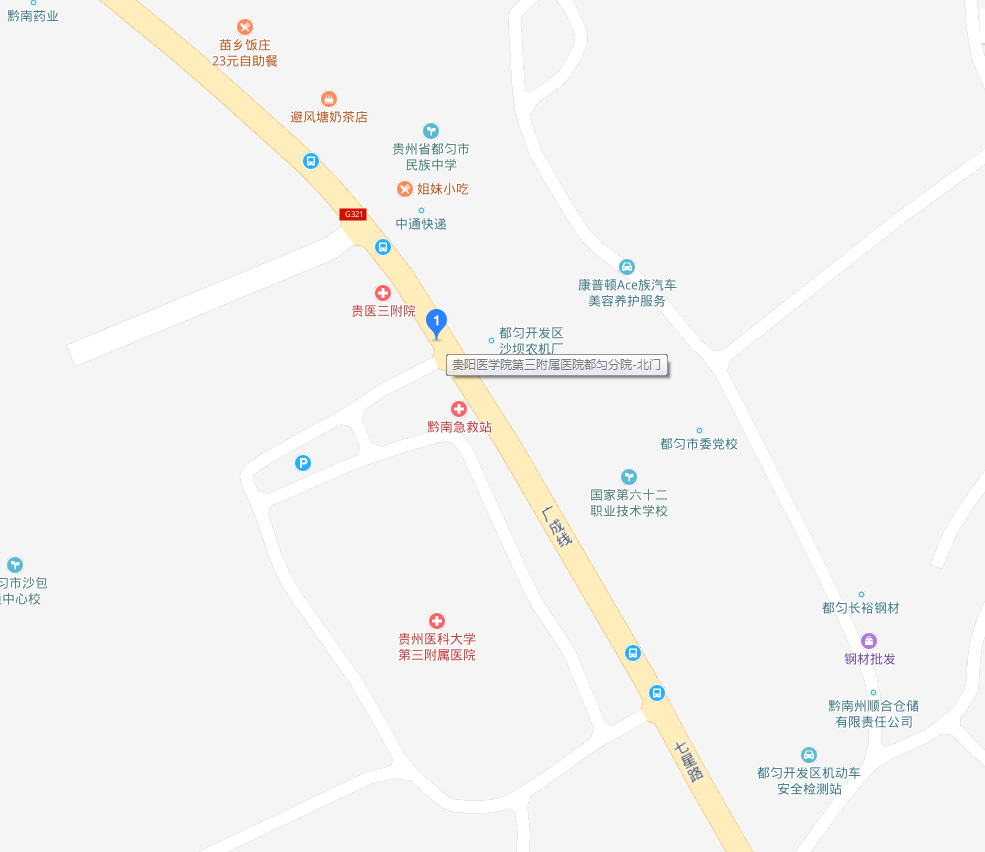 黔南药业
苗乡饭庄
23元自助餐
避风塘奶茶店
贵州省都匀市
民族中学
姐妹小吃
G321
中通快递
康普顿Ace族汽车
美容养护服务
贵医三附院
1
都匀开发区
沙坝农机厂
贵阳医学院第三附属医院都匀分院-北门
黔南急救站
都匀市委党校
P
国家第六十二
职业技术学校
广成线
匀市沙包
中心校
都匀长裕钢材
贵州医科大学
第三附属医院
钢材批发
黔南州顺合仓储
有限责任公司
七星路
都匀开发区机动车
安全检测站